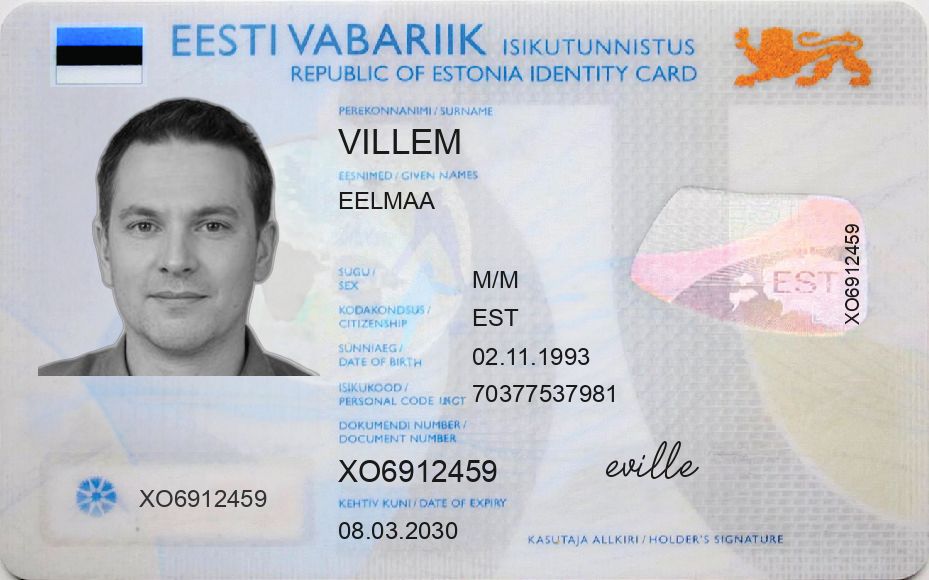 EESTI VABARIIK ISIKUTUNNISTUS
REPUBLIC OF ESTONIA IDENTITY CARD
PEREKONNANIMI / SURNAME
VILLEM
EESNIMED / GIVEN NAMES
EELMAA
SUGU /
SEX
M/M
KODAKONDSUS /
CITIZENSHIP
EST
SÜNNIAEG /
DATE OF BIRTH
02.11.1993
ISIKUKOOD /
PERSONAL CODE
70377537981
DOKUMENDI NUMBER /
DOCUMENT NUMBER
XO6912459
KEHTIV KUNI / DATE OF EXPIRY
08.03.2030
XO6912459
EST
XO6912459
eville
KASUTAJA ALLKIRI / HOLDER'S SIGNATURE